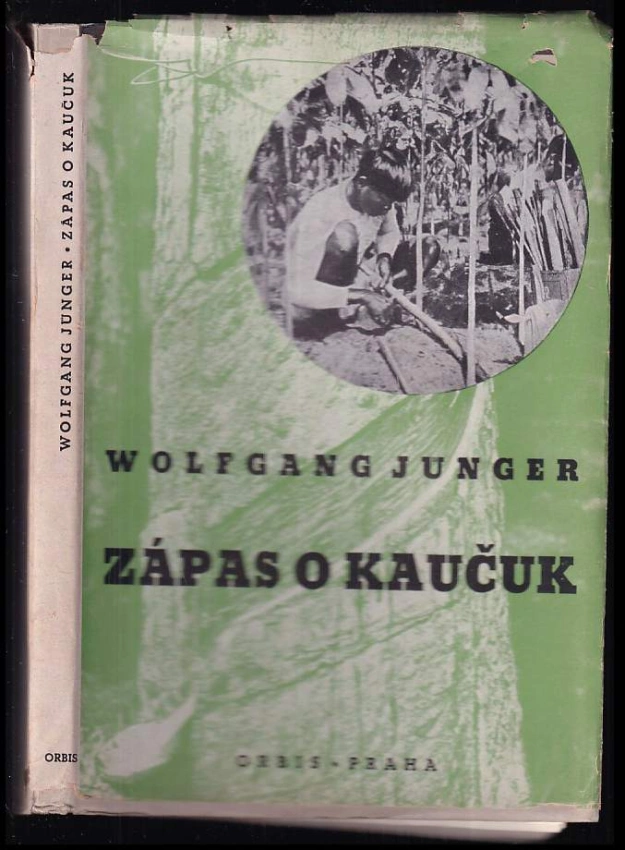 WOLFGANG JUNGER • ZÁPAS O KAUČUK
ORBIS
WOLFGANG JUNGER
ZÁPAS O KAUČUK
ORBIS - PRAHA